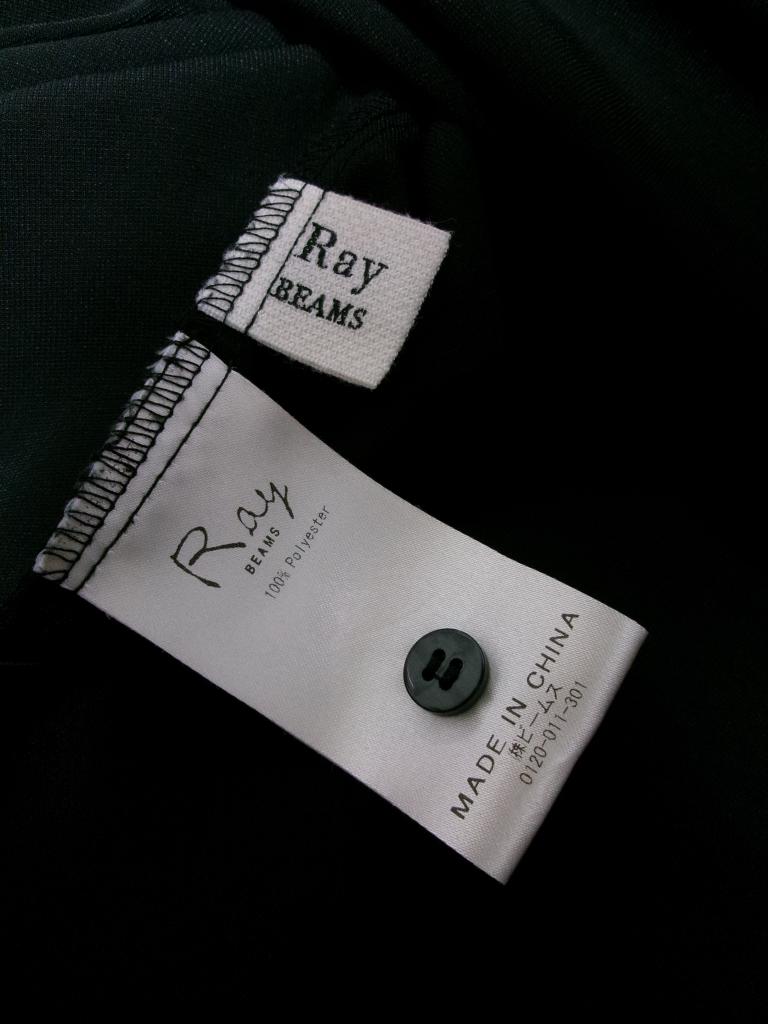 Ray
BEAMS
Ray
BEAMS
100% Polyester
MADE IN CHINA
㈱ビームス
0120-011-301